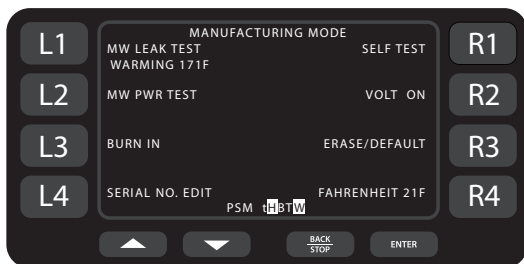 MANUFACTURING MODE
L1 MW LEAK TEST SELF TEST R1
WARMING 171F
L2 MW PWR TEST VOLT ON R2
L3 BURN IN ERASE/DEFAULT R3
L4 SERIAL NO. EDIT FAHRENHEIT 21F R4
PSM tHBTW
BACK
STOP ENTER